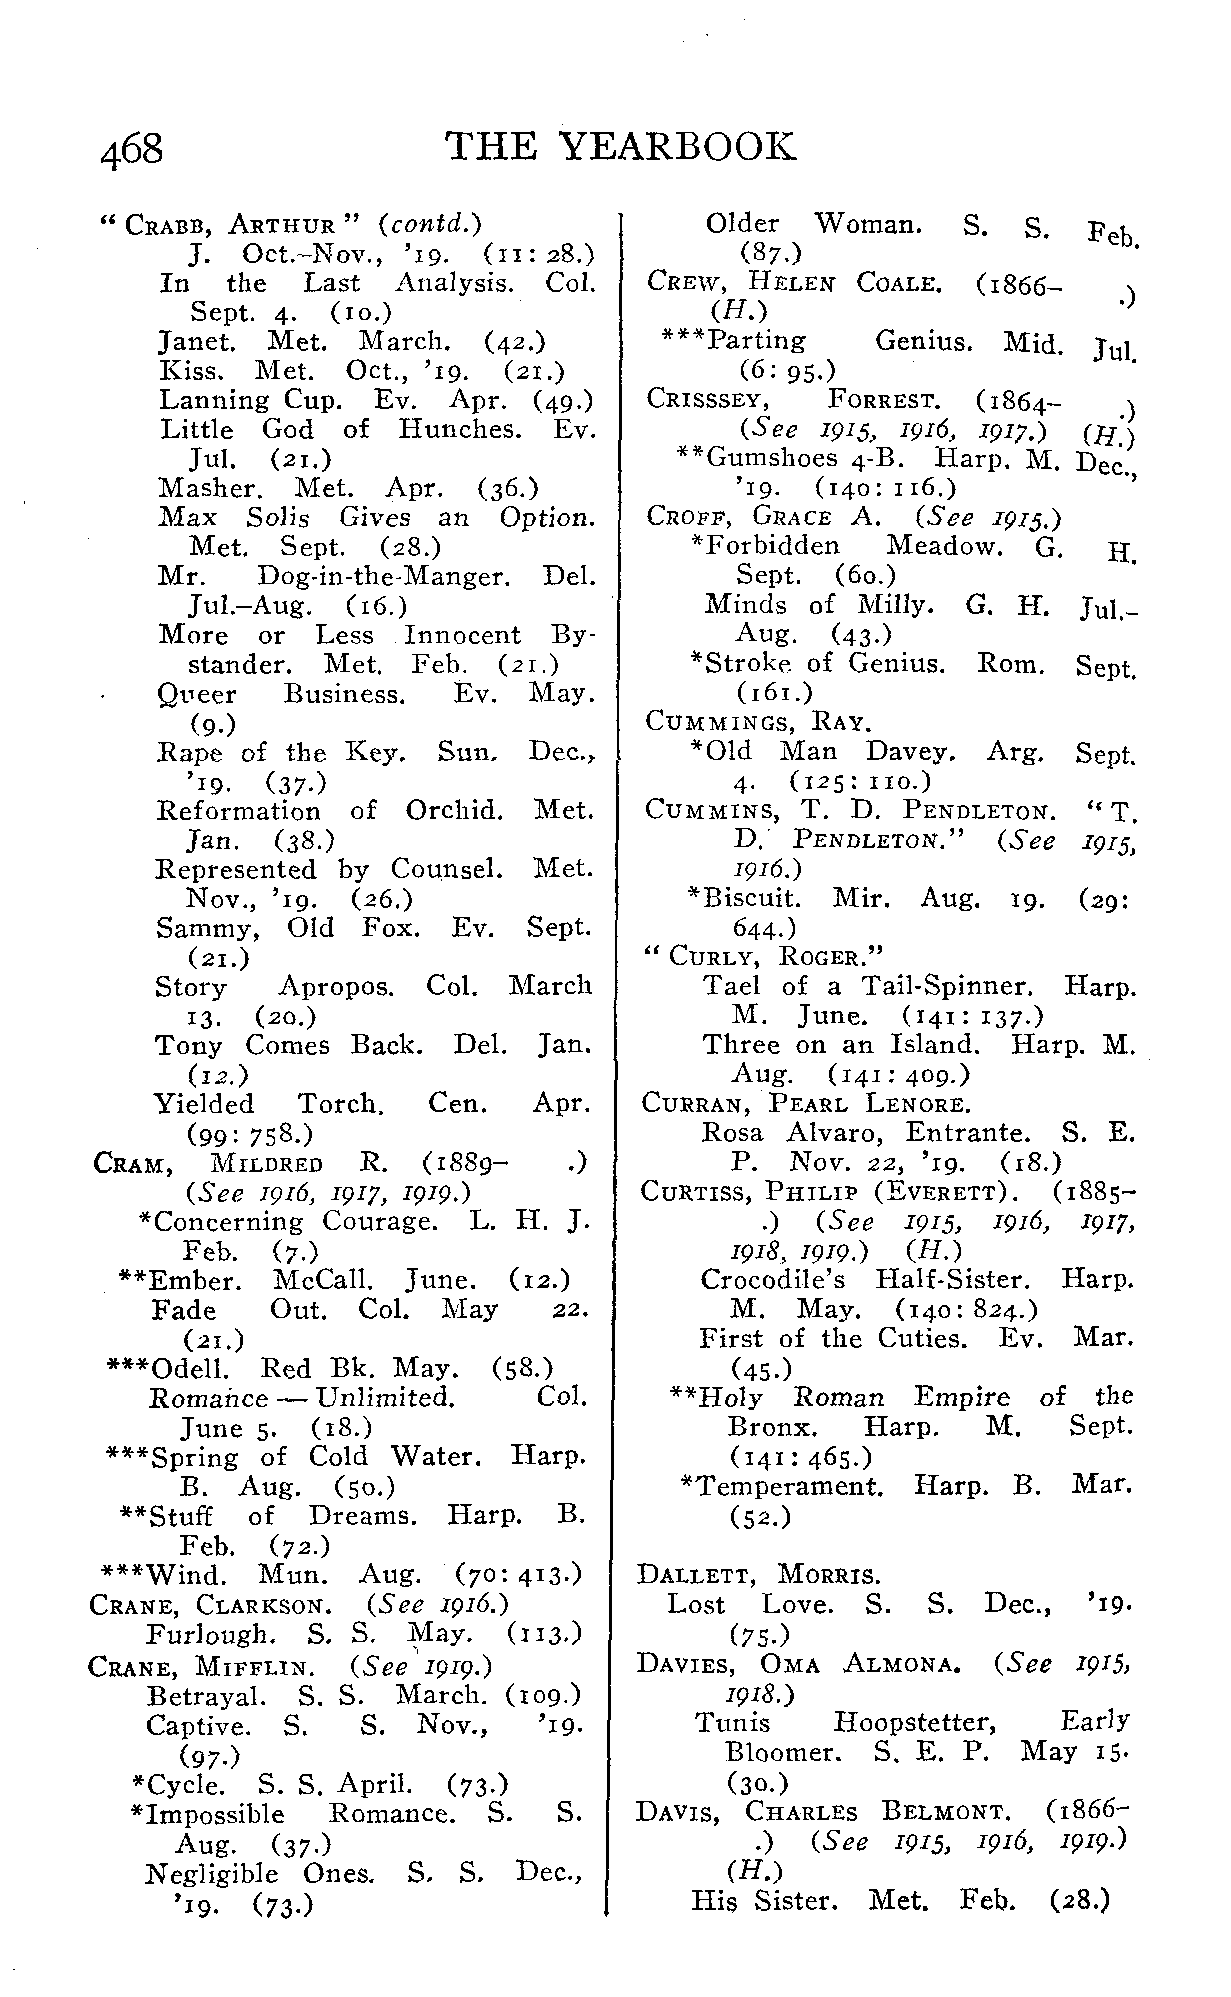 468 THE YEARBOOK
“ CRABB, ARTHUR ” (contd.)
J. Oct.–Nov., ’19. (11: 28.)
In the Last Analysis. Col.
Sept. 4. (10.)
Janet. Met. March. (42.)
Kiss. Met. Oct., ’19. (21.)
Lanning Cup. Ev. Apr. (49.)
Little God of Hunches. Ev.
Jul. (21.)
Masher. Met. Apr. (36.)
Max Solis Gives an Option.
Met. Sept. (28.)
Mr. Dog-in-the-Manger. Del.
Jul.–Aug. (16.)
More or Less Innocent By-
stander. Met. Feb. (21.)
Queer Business. Ev. May.
(9.)
Rape of the Key. Sun. Dec.,
’19. (37.)
Reformation of Orchid. Met.
Jan. (38.)
Represented by Counsel. Met.
Nov., ’19. (26.)
Sammy, Old Fox. Ev. Sept.
(21.)
Story Apropos. Col. March
13. (20.)
Tony Comes Back. Del. Jan.
(12.)
Yielded Torch. Cen. Apr.
(99: 758.)
CRAM, MILDRED R. (1889– .)
(See 1916, 1917, 1919.)
*Concerning Courage. L. H. J.
Feb. (7.)
**Ember. McCall. June. (12.)
Fade Out. Col. May 22.
(21.)
***Odell. Red Bk. May. (58.)
Romance — Unlimited. Col.
June 5. (18.)
***Spring of Cold Water. Harp.
B. Aug. (50.)
**Stuff of Dreams. Harp. B.
Feb. (72.)
***Wind. Mun. Aug. (70: 413.)
CRANE, CLARKSON. (See 1916.)
Furlough. S. S. May. (113.)
CRANE, MIFFLIN. (See 1919.)
Betrayal. S. S. March. (109.)
Captive. S. S. Nov., ’19.
(97.)
*Cycle. S. S. April. (73.)
*Impossible Romance. S. S.
Aug. (37.)
Negligible Ones. S. S. Dec.,
’19. (73.)
Older Woman. S. S. Feb.
(87.)
CREW, HELEN COALE. (1866– .)
(H.)
***Parting Genius. Mid. Jul.
(6: 95.)
CRISSSEY, FORREST. (1864– .)
(See 1915, 1916, 1917.) (H.)
**Gumshoes 4-B. Harp. M. Dec.,
’19. (140: 116.)
CROFF, GRACE A. (See 1915.)
*Forbidden Meadow. G. H.
Sept. (60.)
Minds of Milly. G. H. Jul.–
Aug. (43.)
*Stroke of Genius. Rom. Sept.
(161.)
CUMMINGS, RAY.
*Old Man Davey. Arg. Sept.
4. (125: 110.)
CUMMINS, T. D. PENDLETON. “ T.
D. PENDLETON.” (See 1915,
1916.)
*Biscuit. Mir. Aug. 19. (29:
644.)
“ CURLY, ROGER.”
Tael of a Tail-Spinner. Harp.
M. June. (141: 137.)
Three on an Island. Harp. M.
Aug. (141: 409.)
CURRAN, PEARL LENORE.
Rosa Alvaro, Entrante. S. E.
P. Nov. 22, ’19. (18.)
CURTISS, PHILIP (EVERETT). (1885–
.) (See 1915, 1916, 1917,
1918, 1919.) (H.)
Crocodile’s Half-Sister. Harp.
M. May. (140: 824.)
First of the Cuties. Ev. Mar.
(45.)
**Holy Roman Empire of the
Bronx. Harp. M. Sept.
(141: 465.)
*Temperament. Harp. B. Mar.
(52.)
DALLETT, MORRIS.
Lost Love. S. S. Dec., ’19.
(75.)
DAVIES, OMA ALMONA. (See 1915,
1918.)
Tunis Hoopstetter, Early
Bloomer. S. E. P. May 15.
(30.)
DAVIS, CHARLES BELMONT. (1866–
.) (See 1915, 1916, 1919.)
(H.)
His Sister. Met. Feb. (28.)